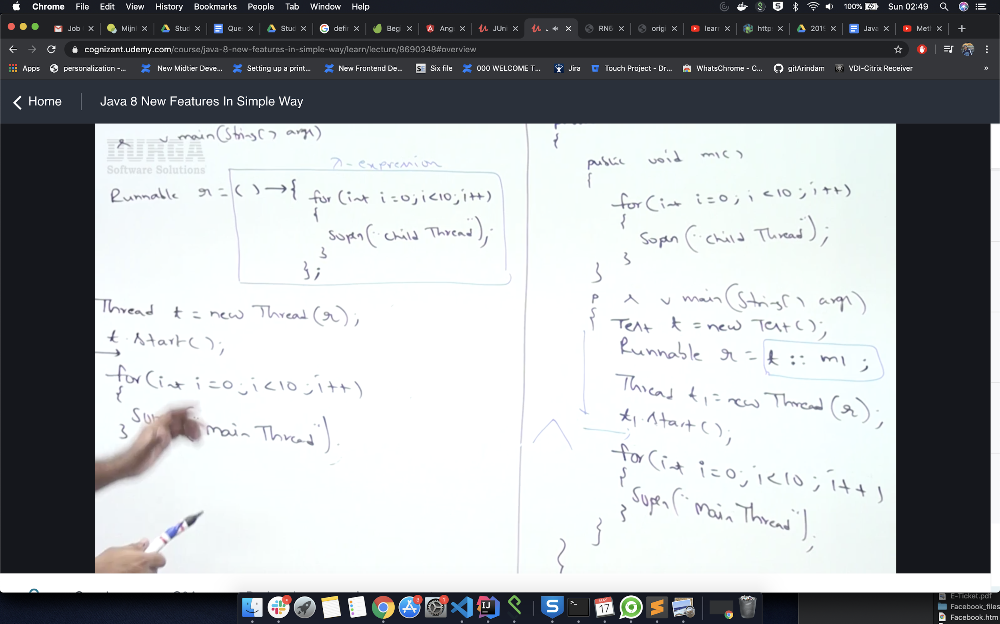 Chrome File Edit View History Bookmarks People Tab Window Help 100% Sun 02:49
Job Mijnl Stud Que Stud defin Begi Ang JUni RN5 origi lear http 2019 Java Met
cognizant.udemy.com/course/java-8-new-features-in-simple-way/learn/lecture/8690348#overview
Apps personalization -... New Midtier Deve... Setting up a print... New Frontend De... SE Six file 000 WELCOME T... Jira Touch Project - Dr... WhatsChrome - C... gitArindam VDI-Citrix Receiver »
Home Java 8 New Features In Simple Way
DURGA
Software Solutions
s v main(String[] args)
λ-expression
Runnable r = () → { for(int i=0;i<10;i++)
{
Sopln("child Thread");
}
};
Thread t = new Thread(r);
t.start();
for(int i=0;i<10;i++)
{
"main Thread").
}
{
public void m1()
{
for(int i=0;i<10;i++)
{
Sopln("child Thread");
}
}
p s v main(String[] args)
{ Test t = new Test();
Runnable r = t :: m1 ;
Thread t1 = new Thread(r);
t1.start();
for(int i=0;i<10;i++)
{
Sopln("Main Thread");
}
}
}
3 1 IJ MAY 17
E-Ticket.pdf
Facebook_files
Facebook.htm